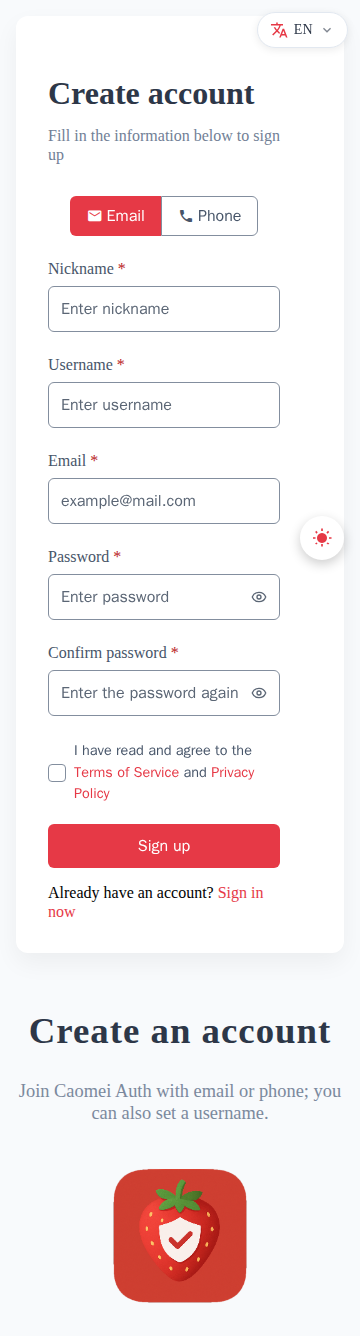 EN
Create account
Fill in the information below to sign
up
Email Phone
Nickname *
Enter nickname
Username *
Enter username
Email *
example@mail.com
Password *
Enter password
Confirm password *
Enter the password again
I have read and agree to the
Terms of Service and Privacy
Policy
Sign up
Already have an account? Sign in
now
Create an account
Join Caomei Auth with email or phone; you
can also set a username.